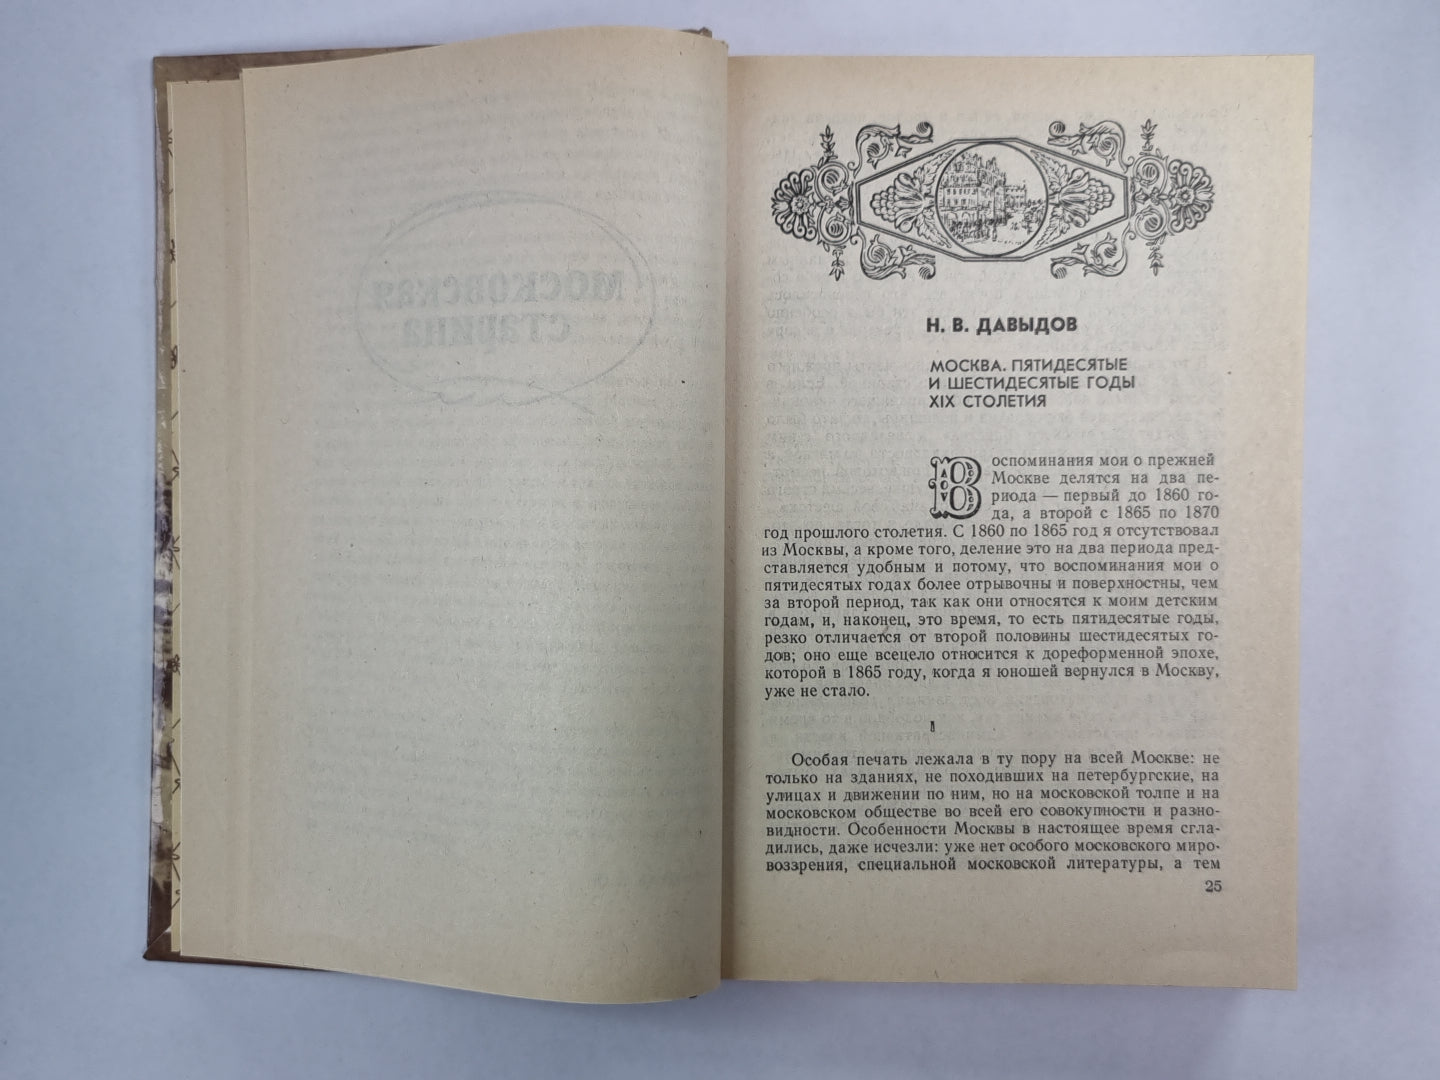 московская
старина
Н. В. ДАВЫДОВ
МОСКВА. ПЯТИДЕСЯТЫЕ
И ШЕСТИДЕСЯТЫЕ ГОДЫ
XIX СТОЛЕТИЯ
Воспоминания мои о прежней
Москве делятся на два пе-
риода — первый до 1860 го-
да, а второй с 1865 по 1870
год прошлого столетия. С 1860 по 1865 год я отсутствовал
из Москвы, а кроме того, деление это на два периода пред-
ставляется удобным и потому, что воспоминания мои о
пятидесятых годах более отрывочны и поверхностны, чем
за второй период, так как они относятся к моим детским
годам, и, наконец, это время, то есть пятидесятые годы,
резко отличается от второй половины шестидесятых го-
дов; оно еще всецело относится к дореформенной эпохе,
которой в 1865 году, когда я юношей вернулся в Москву,
уже не стало.
I
Особая печать лежала в ту пору на всей Москве: не
только на зданиях, не походивших на петербургские, на
улицах и движении по ним, но на московской толпе и на
московском обществе во всей его совокупности и разно-
видности. Особенности Москвы в настоящее время сгла-
дились, даже исчезли: уже нет особого московского миро-
воззрения, специальной московской литературы, а тем
25